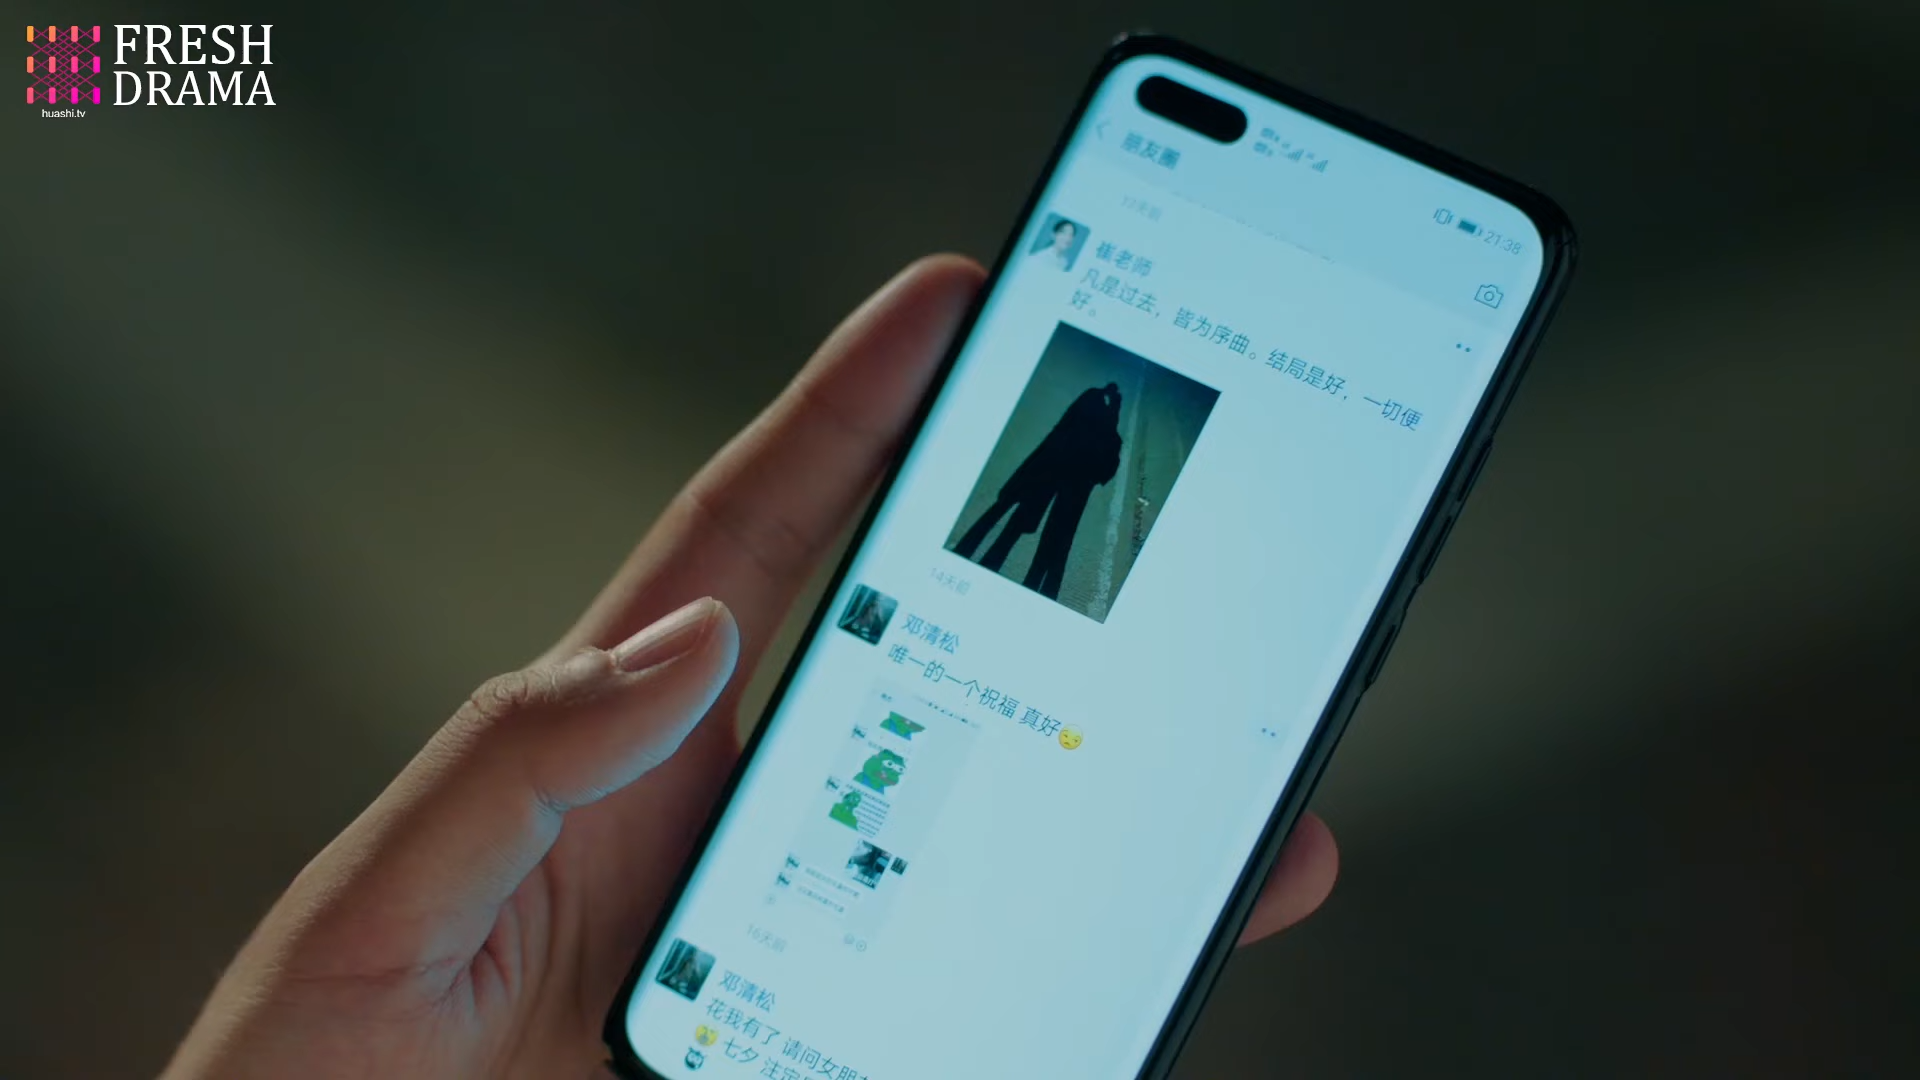 FRESH
DRAMA
huashi.tv
21:38
朋友圈
崔老师
凡是过去，皆为序曲。结局是好，一切便
好。
14天前
邓清松
唯一的一个祝福 真好
16天前
邓清松
花我有了 请问女朋
七夕 注定